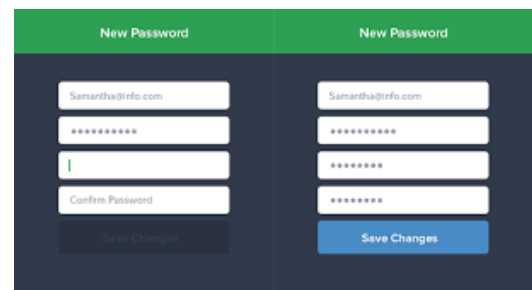 New Password
Samantha@info.com
••••••••••
Confirm Password
Save Changes
New Password
Samantha@info.com
••••••••••
••••••••
••••••••
Save Changes